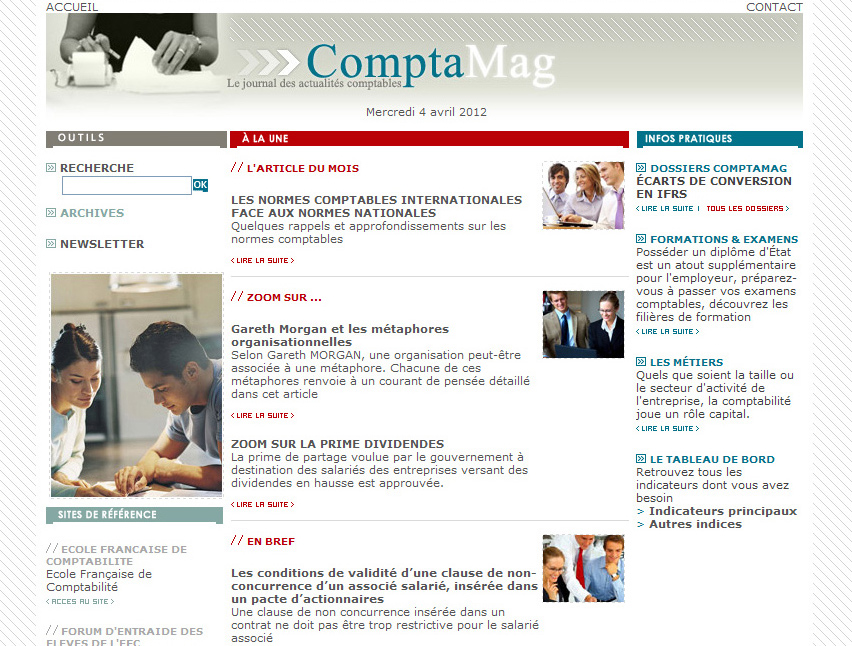 ACCUEIL
CONTACT
ComptaMag
Le journal des actualités comptables
Mercredi 4 avril 2012
OUTILS
RECHERCHE
OK
ARCHIVES
NEWSLETTER
SITES DE RÉFÉRENCE
// ECOLE FRANCAISE DE
COMPTABILITE
Ecole Française de
Comptabilité
< ACCES AU SITE >
// FORUM D'ENTRAIDE DES
ELEVES DE L'EFC
À LA UNE
// L'ARTICLE DU MOIS
LES NORMES COMPTABLES INTERNATIONALES
FACE AUX NORMES NATIONALES
Quelques rappels et approfondissements sur les
normes comptables
< LIRE LA SUITE >
// ZOOM SUR ...
Gareth Morgan et les métaphores
organisationnelles
Selon Gareth MORGAN, une organisation peut-être
associée à une métaphore. Chacune de ces
métaphores renvoie à un courant de pensée détaillé
dans cet article
< LIRE LA SUITE >
ZOOM SUR LA PRIME DIVIDENDES
La prime de partage voulue par le gouvernement à
destination des salariés des entreprises versant des
dividendes en hausse est approuvée.
< LIRE LA SUITE >
// EN BREF
Les conditions de validité d'une clause de non-
concurrence d'un associé salarié, insérée dans
un pacte d'actionnaires
Une clause de non concurrence insérée dans un
contrat ne doit pas être trop restrictive pour le salarié
associé
INFOS PRATIQUES
DOSSIERS COMPTAMAG
ÉCARTS DE CONVERSION
EN IFRS
< LIRE LA SUITE | TOUS LES DOSSIERS >
FORMATIONS & EXAMENS
Posséder un diplôme d'État
est un atout supplémentaire
pour l'employeur, préparez-
vous à passer vos examens
comptables, découvrez les
filières de formation
< LIRE LA SUITE >
LES MÉTIERS
Quels que soient la taille ou
le secteur d'activité de
l'entreprise, la comptabilité
joue un rôle capital.
< LIRE LA SUITE >
LE TABLEAU DE BORD
Retrouvez tous les
indicateurs dont vous avez
besoin
> Indicateurs principaux
> Autres indices